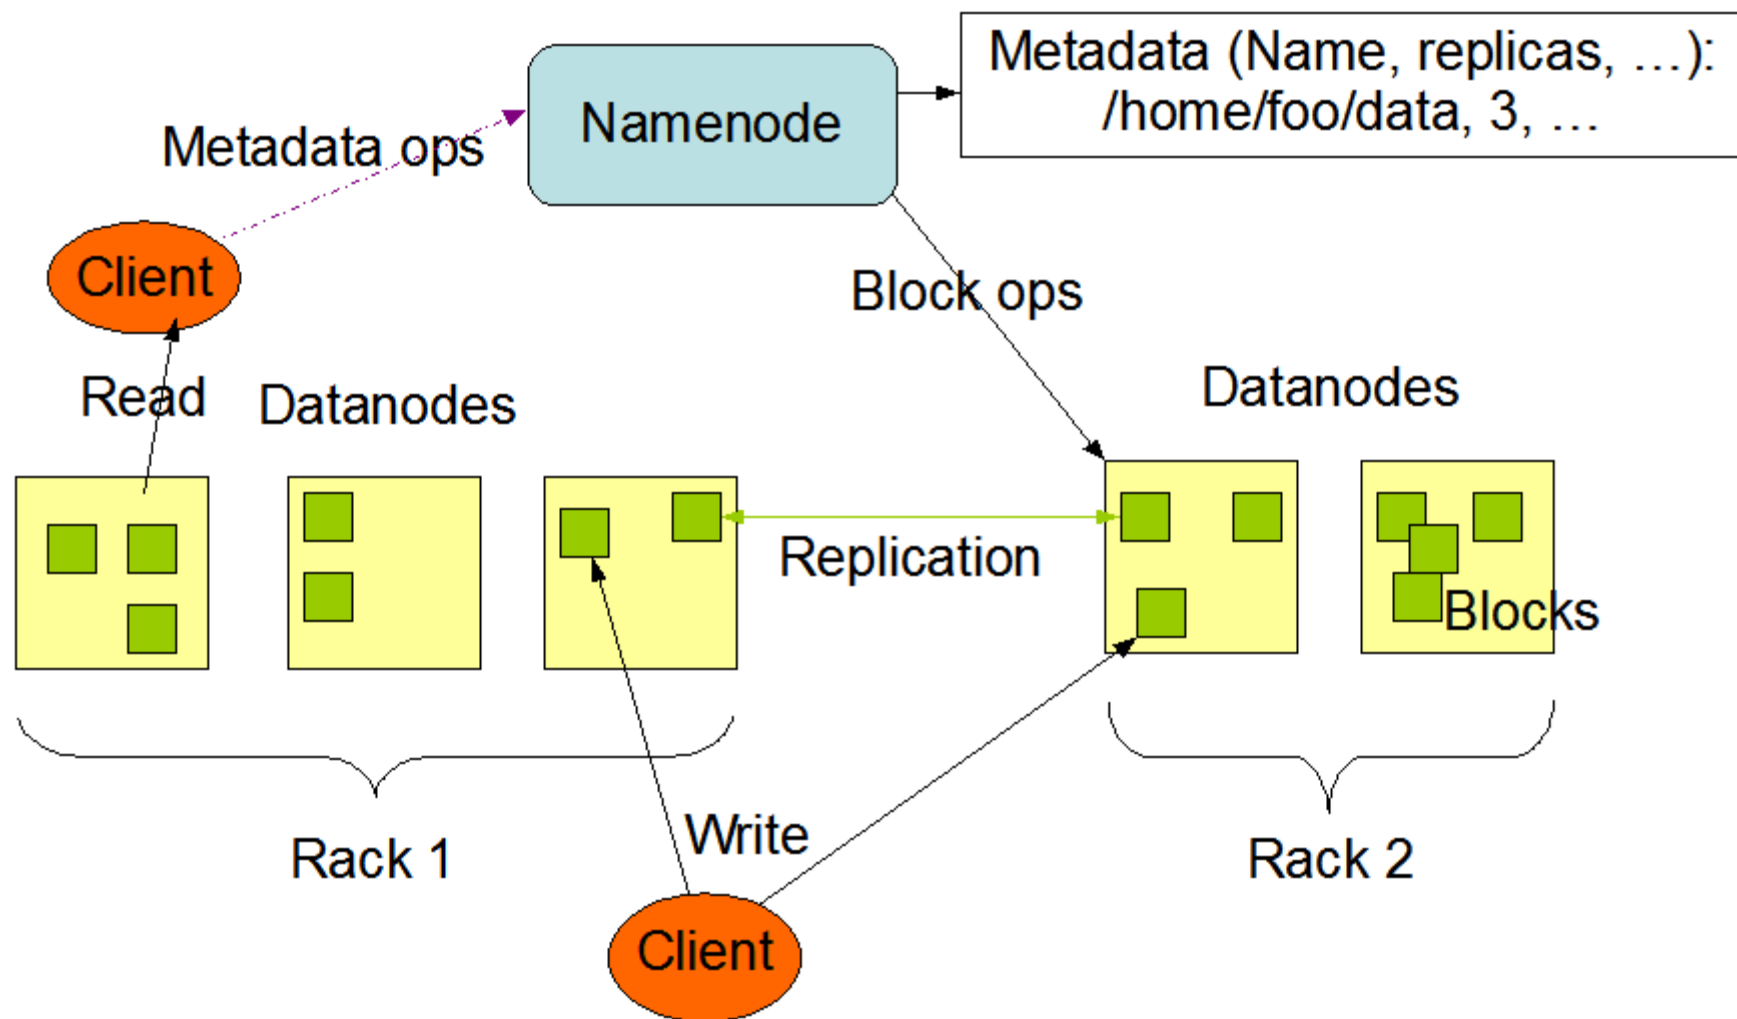 Metadata (Name, replicas, …):
/home/foo/data, 3, …
Namenode
Metadata ops
Client
Block ops
Read
Datanodes
Datanodes
Replication
Blocks
Rack 1
Write
Rack 2
Client